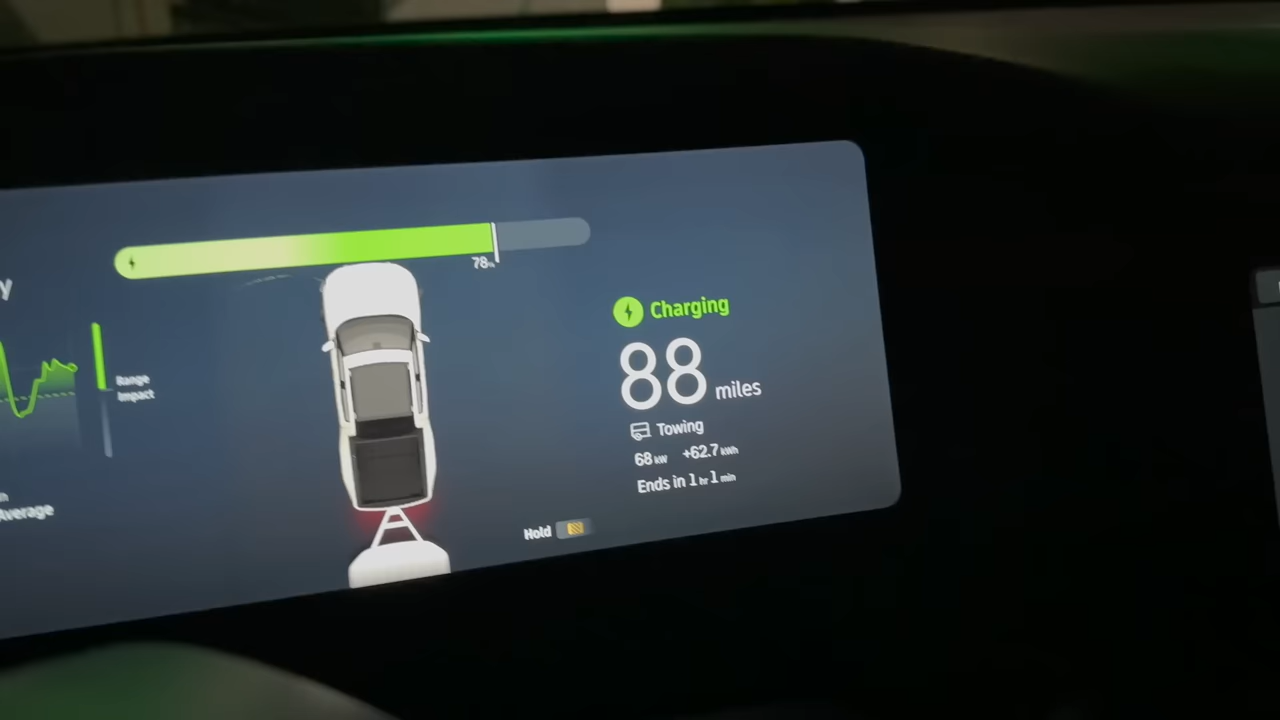 y
78%
Charging
88 miles
Range
Impact
Towing
68 kW +62.7 kWh
Ends in 1 hr 1 min
h
Average
Hold